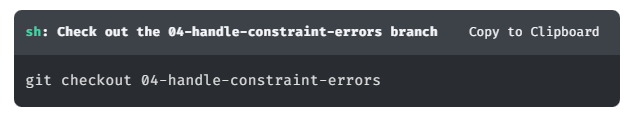 sh: Check out the 04-handle-constraint-errors branch Copy to Clipboard
git checkout 04-handle-constraint-errors